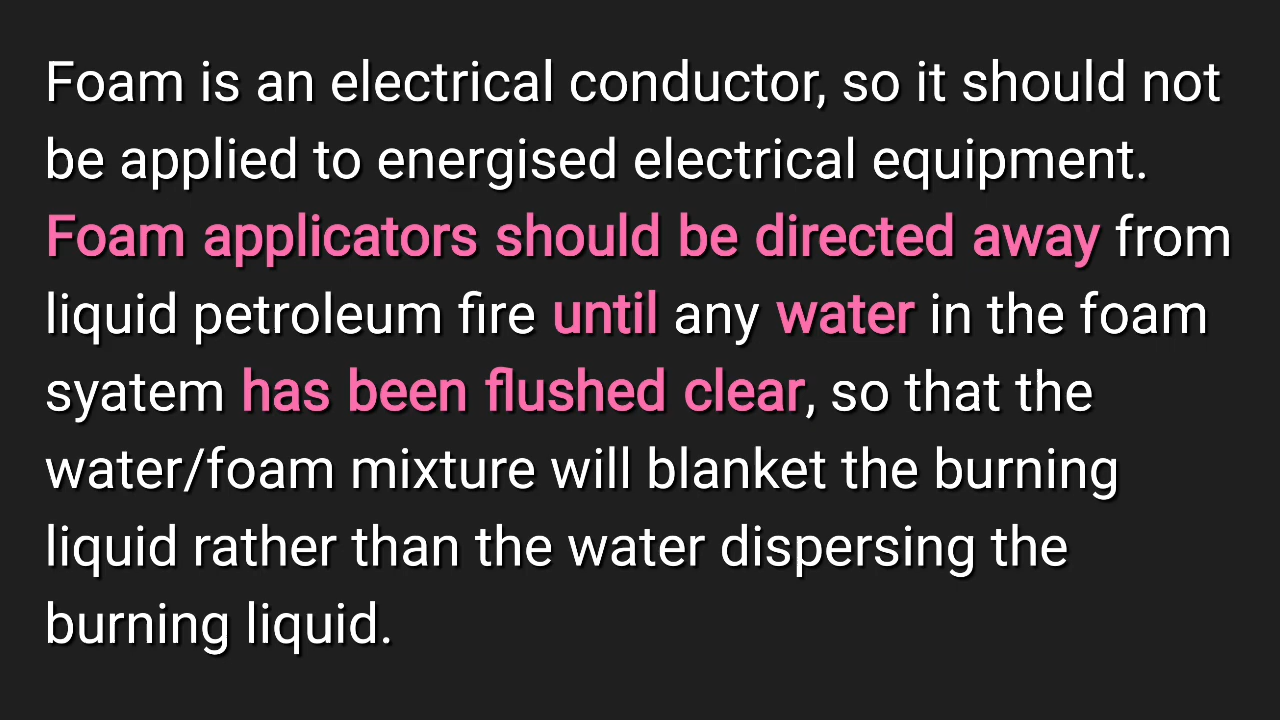 Foam is an electrical conductor, so it should not
be applied to energised electrical equipment.
Foam applicators should be directed away from
liquid petroleum fire until any water in the foam
syatem has been flushed clear, so that the
water/foam mixture will blanket the burning
liquid rather than the water dispersing the
burning liquid.